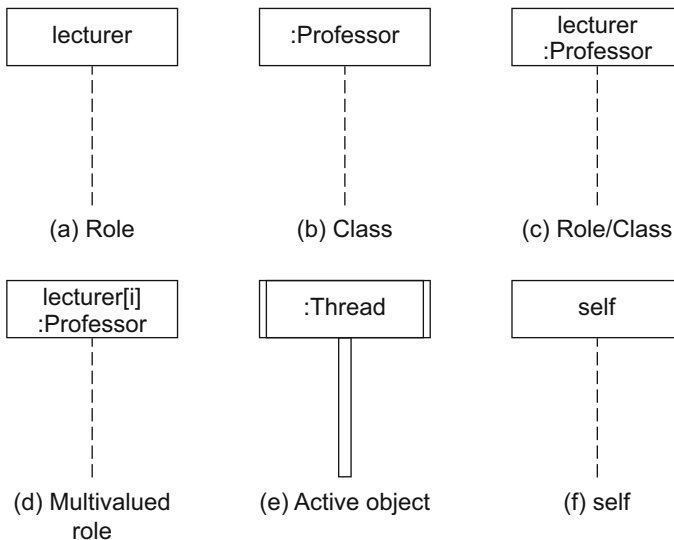 lecturer
:Professor
lecturer
:Professor
(a) Role
(b) Class
(c) Role/Class
lecturer[i]
:Professor
:Thread
self
(d) Multivalued
role
(e) Active object
(f) self